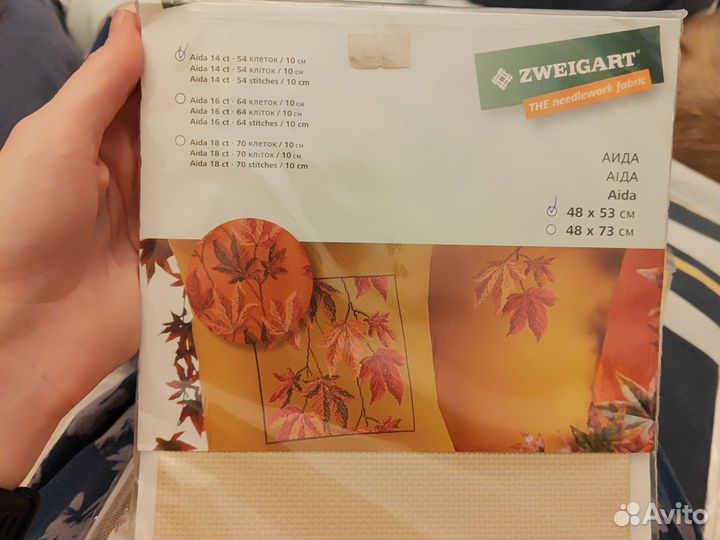 Aida 14 ct · 54 клеток / 10 см
Aida 14 ct · 54 кліток / 10 см
Aida 14 ct · 54 stitches / 10 cm
Aida 16 ct · 64 клеток / 10 см
Aida 16 ct · 64 кліток / 10 см
Aida 16 ct · 64 stitches / 10 cm
Aida 18 ct · 70 клеток / 10 см
Aida 18 ct · 70 кліток / 10 см
Aida 18 ct · 70 stitches / 10 cm
ZWEIGART®
THE needlework fabric
АИДА
АІДА
Aida
48 x 53 см
48 x 73 см
Avito